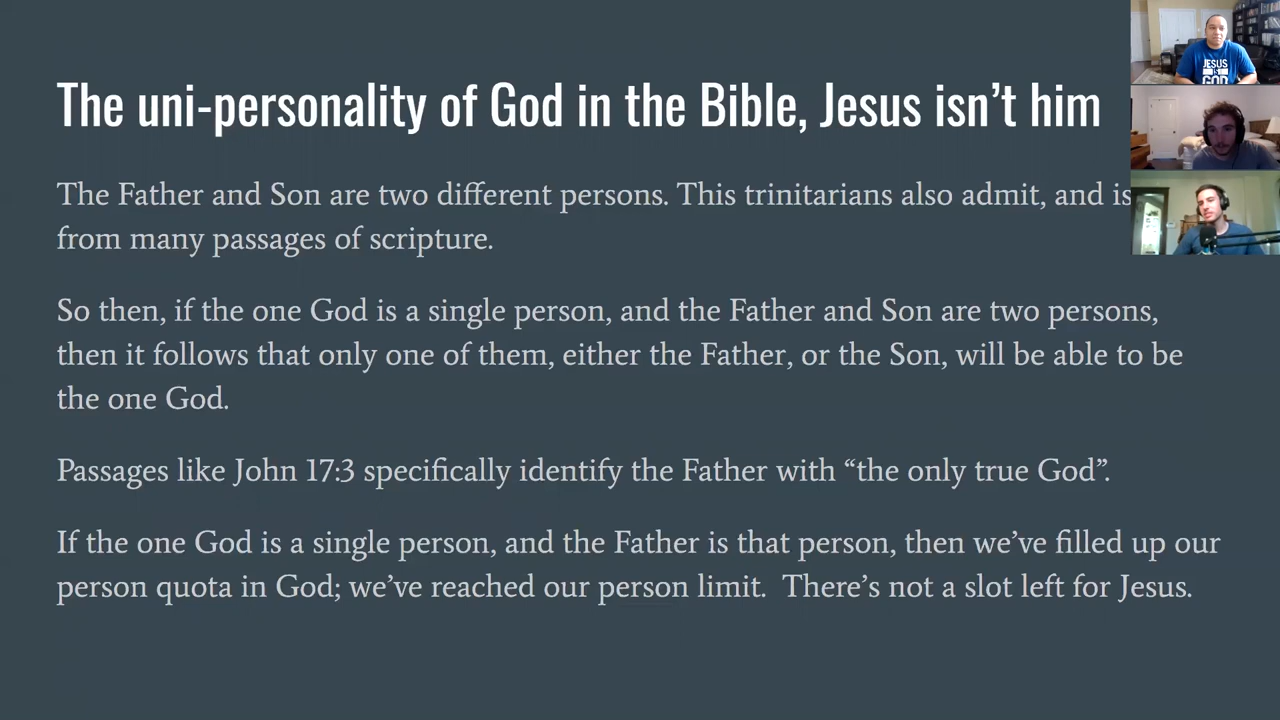 The uni-personality of God in the Bible, Jesus isn’t him
The Father and Son are two different persons. This trinitarians also admit, and is
from many passages of scripture.
So then, if the one God is a single person, and the Father and Son are two persons,
then it follows that only one of them, either the Father, or the Son, will be able to be
the one God.
Passages like John 17:3 specifically identify the Father with “the only true God”.
If the one God is a single person, and the Father is that person, then we’ve filled up our
person quota in God; we’ve reached our person limit.  There’s not a slot left for Jesus.
JESUS
IS
GOD